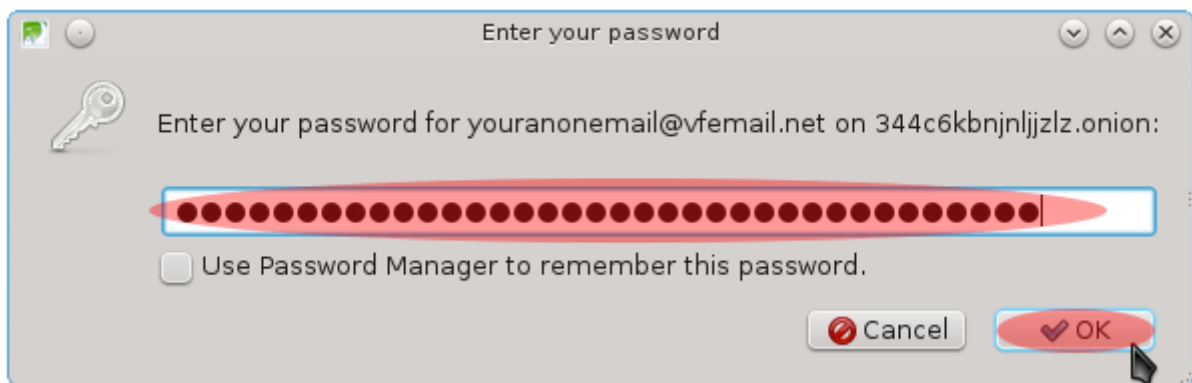 Enter your password
Enter your password for youranonemail@vfemail.net on 344c6kbnjnljjzlz.onion:
Use Password Manager to remember this password.
Cancel
OK